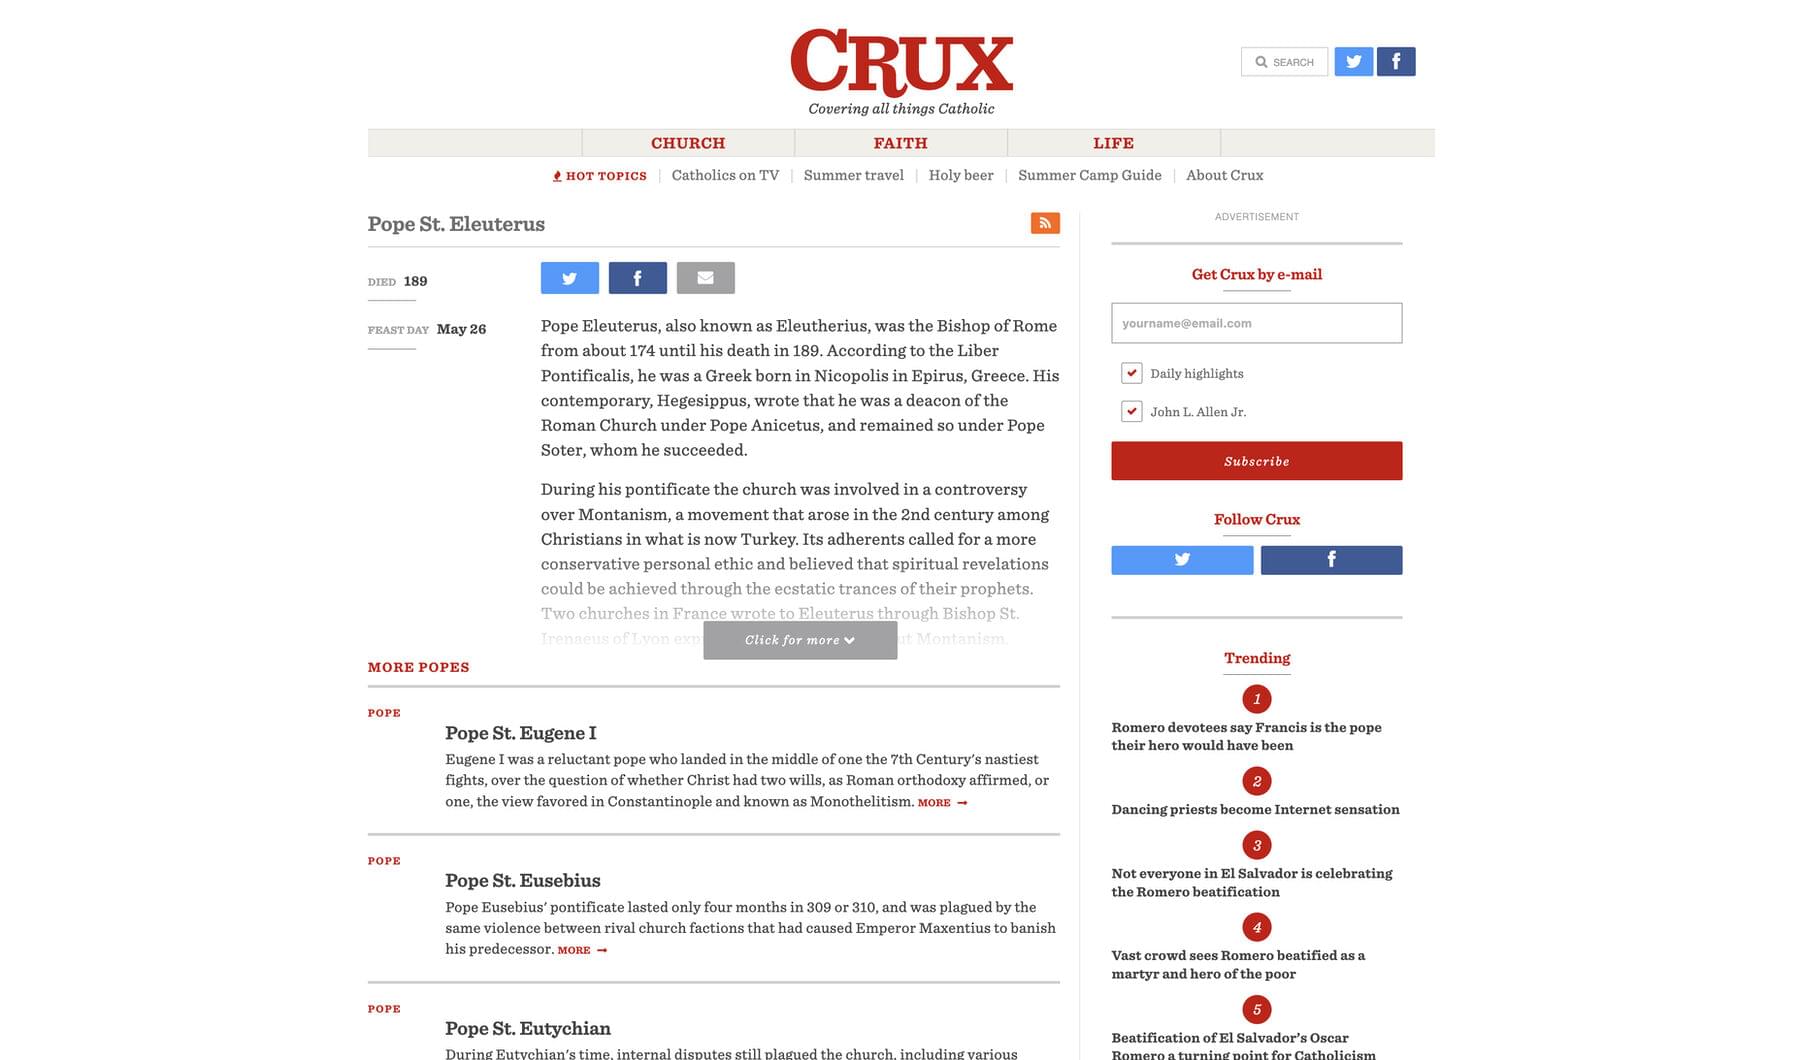 CRUX
Covering all things Catholic
SEARCH
CHURCH
FAITH
LIFE
HOT TOPICS
Catholics on TV
Summer travel
Holy beer
Summer Camp Guide
About Crux
Pope St. Eleuterus
DIED 189
FEAST DAY May 26
Pope Eleuterus, also known as Eleutherius, was the Bishop of Rome
from about 174 until his death in 189. According to the Liber
Pontificalis, he was a Greek born in Nicopolis in Epirus, Greece. His
contemporary, Hegesippus, wrote that he was a deacon of the
Roman Church under Pope Anicetus, and remained so under Pope
Soter, whom he succeeded.
During his pontificate the church was involved in a controversy
over Montanism, a movement that arose in the 2nd century among
Christians in what is now Turkey. Its adherents called for a more
conservative personal ethic and believed that spiritual revelations
could be achieved through the ecstatic trances of their prophets.
Two churches in France wrote to Eleuterus through Bishop St.
Irenaeus of Lyon Montanism.
Click for more
MORE POPES
POPE
Pope St. Eugene I
Eugene I was a reluctant pope who landed in the middle of one the 7th Century's nastiest
fights, over the question of whether Christ had two wills, as Roman orthodoxy affirmed, or
one, the view favored in Constantinople and known as Monothelitism. MORE
POPE
Pope St. Eusebius
Pope Eusebius' pontificate lasted only four months in 309 or 310, and was plagued by the
same violence between rival church factions that had caused Emperor Maxentius to banish
his predecessor. MORE
POPE
Pope St. Eutychian
During Eutychian's time, internal disputes still plagued the church, including various
ADVERTISEMENT
Get Crux by e-mail
yourname@email.com
Daily highlights
John L. Allen Jr.
Subscribe
Follow Crux
Trending
1
Romero devotees say Francis is the pope
their hero would have been
2
Dancing priests become Internet sensation
3
Not everyone in El Salvador is celebrating
the Romero beatification
4
Vast crowd sees Romero beatified as a
martyr and hero of the poor
5
Beatification of El Salvador's Oscar
Romero a turning point for Catholicism